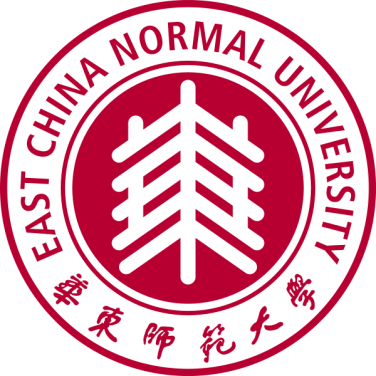 EAST CHINA NORMAL UNIVERSITY
華東師範大學